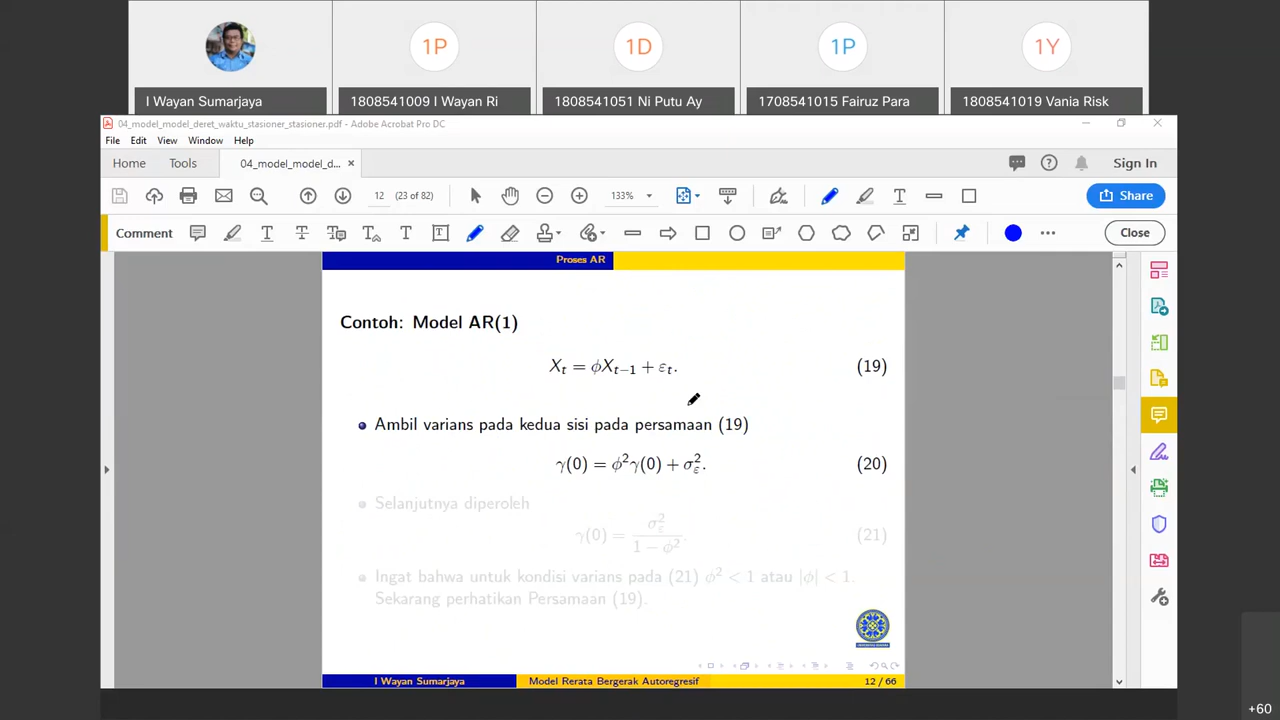 1P
1D
1P
1Y
I Wayan Sumarjaya
1808541009 I Wayan Ri
1808541051 Ni Putu Ay
1708541015 Fairuz Para
1808541019 Vania Risk
04_model_model_deret_waktu_stasioner_stasioner.pdf - Adobe Acrobat Pro DC
File Edit View Window Help
Home Tools 04_model_model_d... × Sign In
12 (23 of 82) 133% Share
Comment Close
Proses AR
Contoh: Model AR(1)
Xₜ = ϕXₜ₋₁ + εₜ. (19)
Ambil varians pada kedua sisi pada persamaan (19)
γ(0) = ϕ²γ(0) + σ²_ε. (20)
Selanjutnya diperoleh
γ(0) = σ²_ε / (1 − ϕ²). (21)
Ingat bahwa untuk kondisi varians pada (21) ϕ² < 1 atau |ϕ| < 1.
Sekarang perhatikan Persamaan (19).
I Wayan Sumarjaya Model Rerata Bergerak Autoregresif 12 / 66
+60